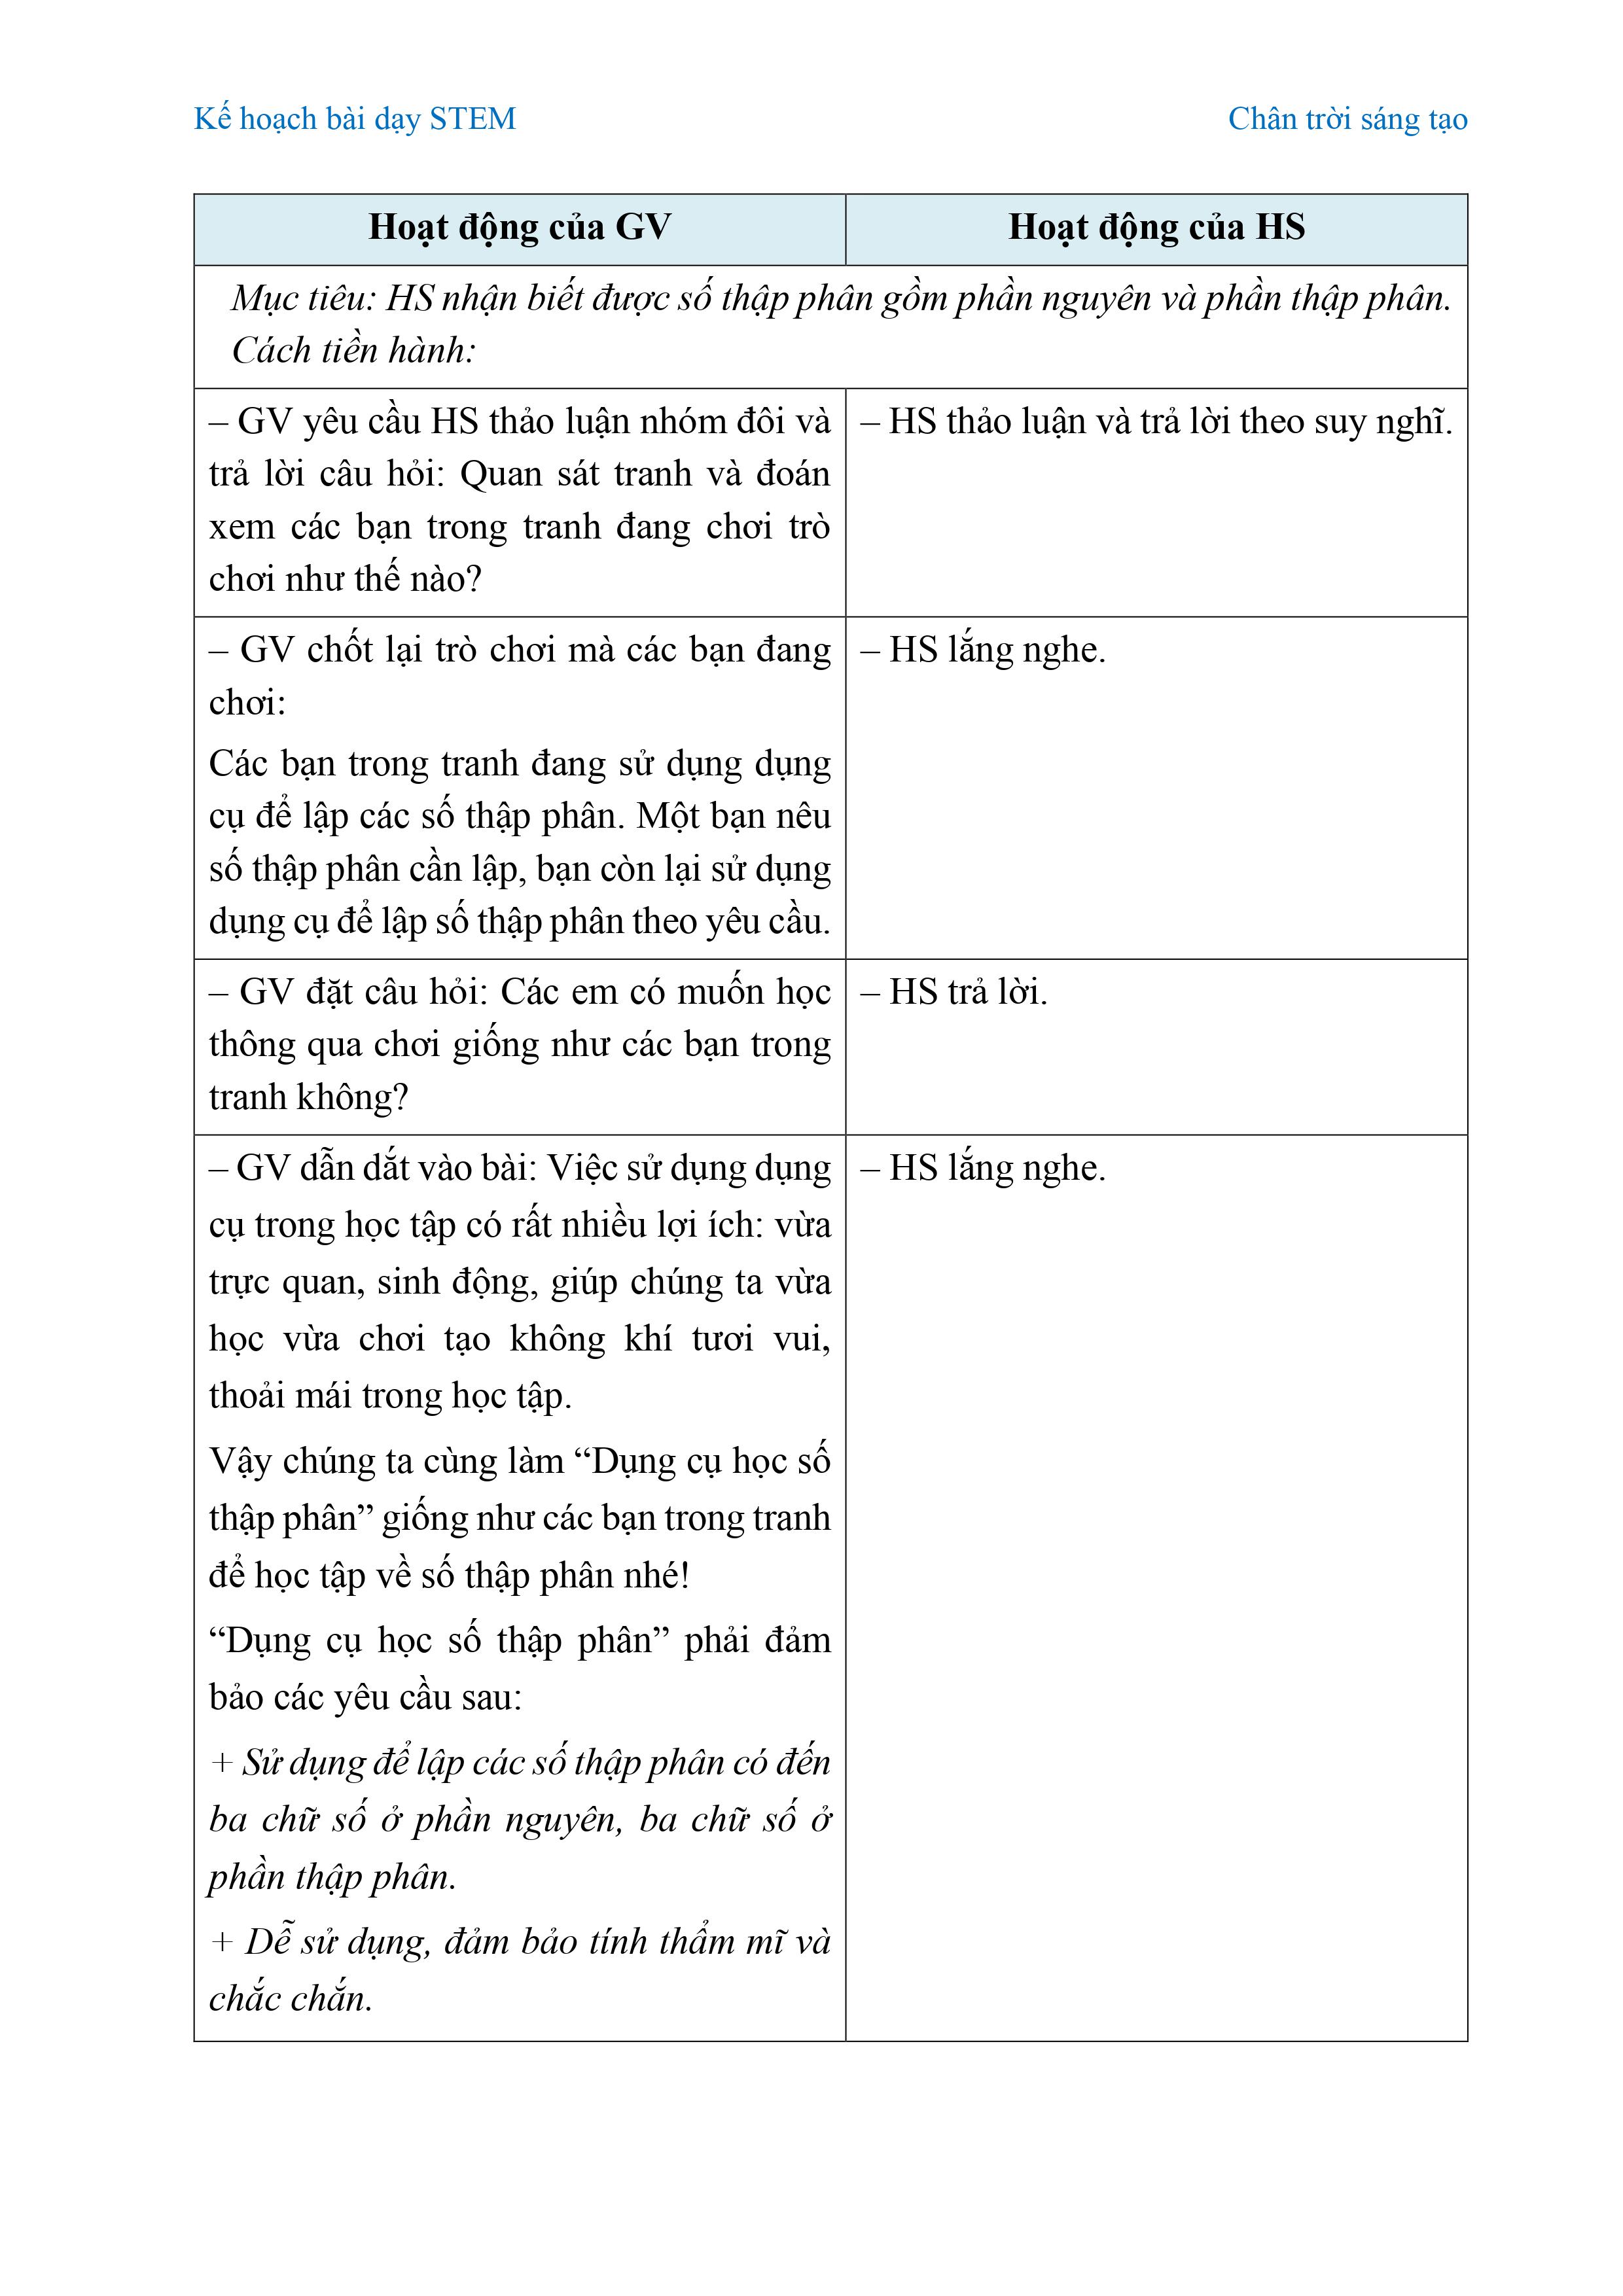 Kế hoạch bài dạy STEM
Chân trời sáng tạo
Hoạt động của GV
Hoạt động của HS
Mục tiêu: HS nhận biết được số thập phân gồm phần nguyên và phần thập phân.
Cách tiền hành:
– GV yêu cầu HS thảo luận nhóm đôi và
trả lời câu hỏi: Quan sát tranh và đoán
xem các bạn trong tranh đang chơi trò
chơi như thế nào?
– HS thảo luận và trả lời theo suy nghĩ.
– GV chốt lại trò chơi mà các bạn đang
chơi:
Các bạn trong tranh đang sử dụng dụng
cụ để lập các số thập phân. Một bạn nêu
số thập phân cần lập, bạn còn lại sử dụng
dụng cụ để lập số thập phân theo yêu cầu.
– HS lắng nghe.
– GV đặt câu hỏi: Các em có muốn học
thông qua chơi giống như các bạn trong
tranh không?
– HS trả lời.
– GV dẫn dắt vào bài: Việc sử dụng dụng
cụ trong học tập có rất nhiều lợi ích: vừa
trực quan, sinh động, giúp chúng ta vừa
học vừa chơi tạo không khí tươi vui,
thoải mái trong học tập.
Vậy chúng ta cùng làm “Dụng cụ học số
thập phân” giống như các bạn trong tranh
để học tập về số thập phân nhé!
“Dụng cụ học số thập phân” phải đảm
bảo các yêu cầu sau:
+ Sử dụng để lập các số thập phân có đến
ba chữ số ở phần nguyên, ba chữ số ở
phần thập phân.
+ Dễ sử dụng, đảm bảo tính thẩm mĩ và
chắc chắn.
– HS lắng nghe.